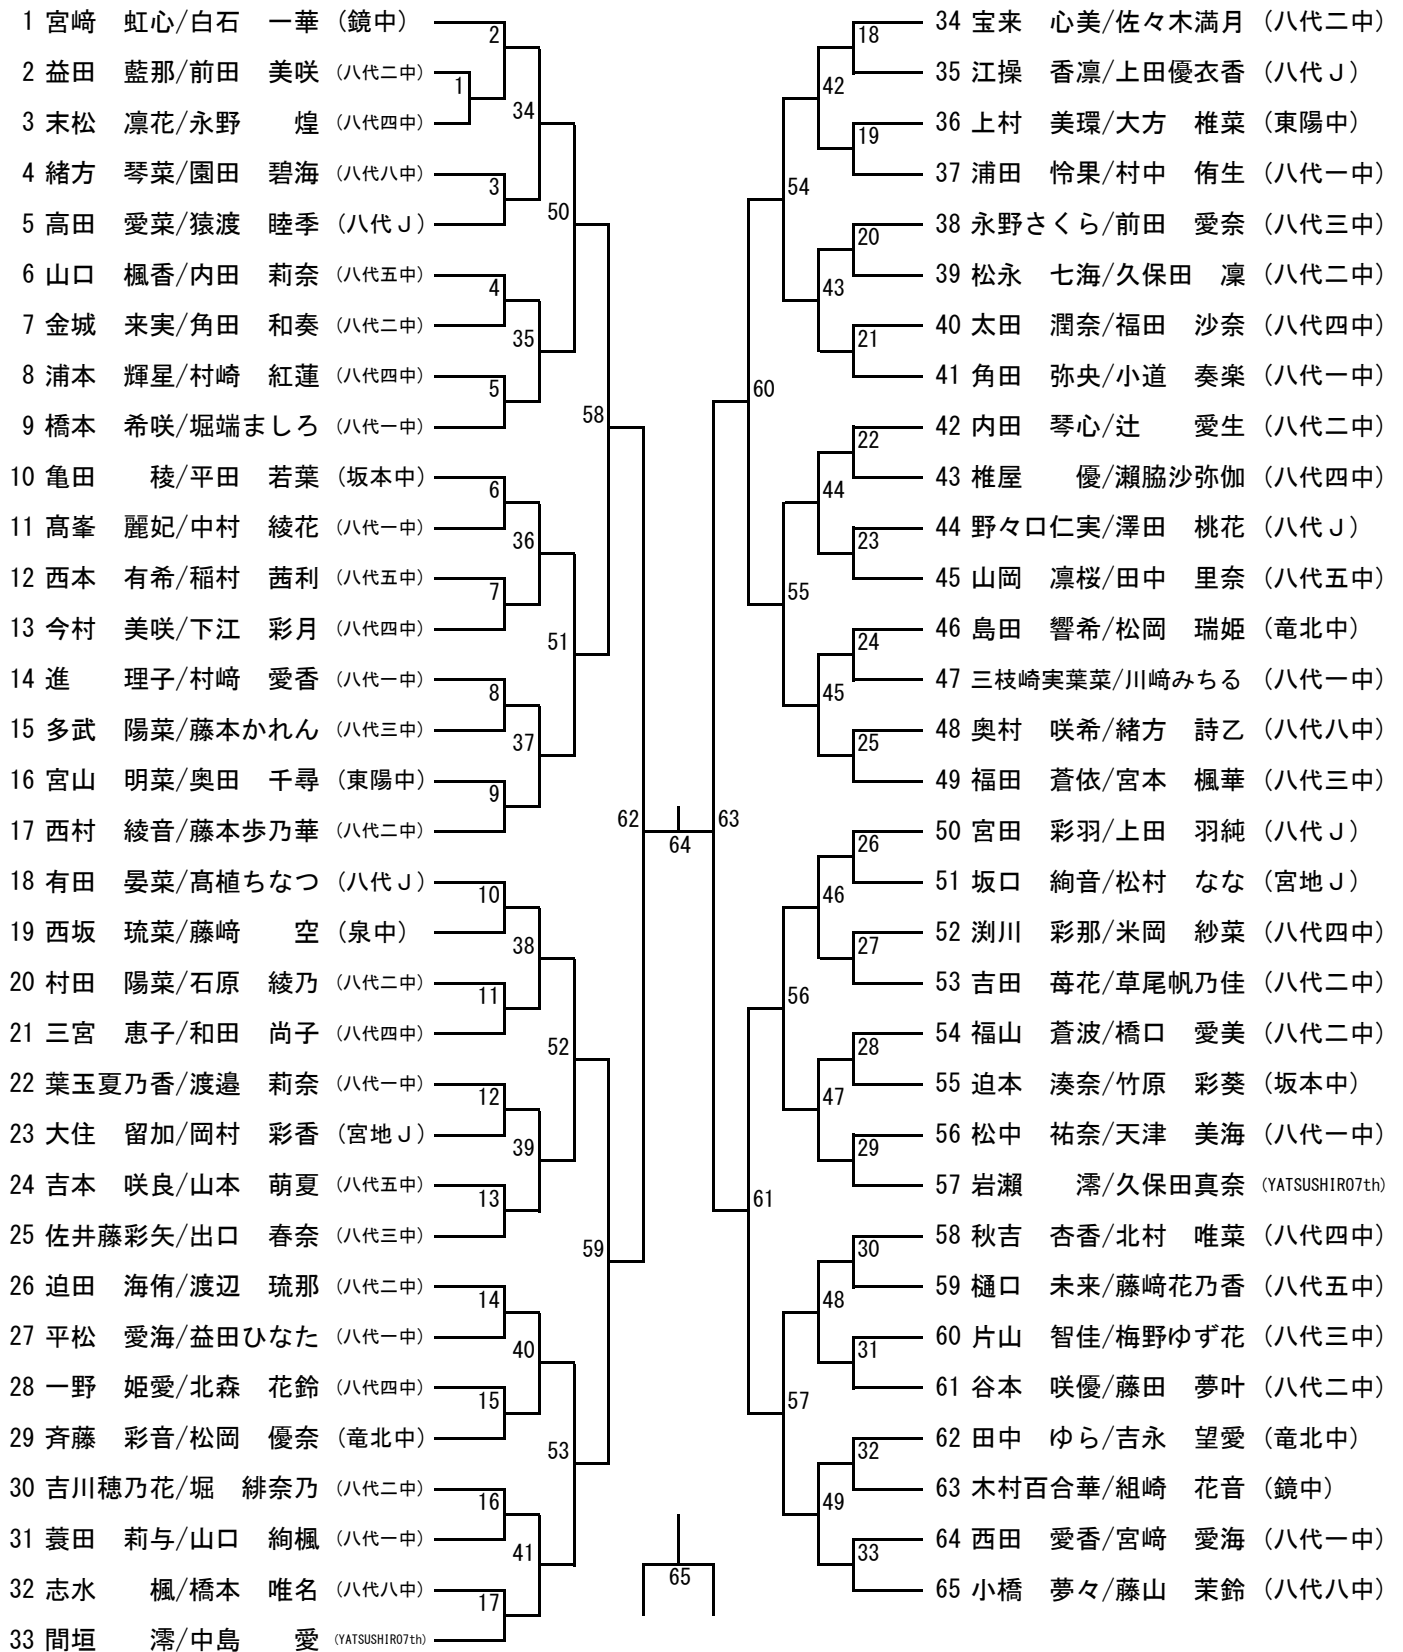 1 宮﨑 虹心/白石 一華 (鏡中)
2 益田 藍那/前田 美咲 (八代二中)
3 末松 凛花/永野 煌 (八代四中)
4 緒方 琴菜/園田 碧海 (八代八中)
5 高田 愛菜/猿渡 睦季 (八代J)
6 山口 楓香/内田 莉奈 (八代五中)
7 金城 来実/角田 和奏 (八代二中)
8 浦本 輝星/村崎 紅蓮 (八代四中)
9 橋本 希咲/堀端ましろ (八代一中)
10 亀田 稜/平田 若葉 (坂本中)
11 髙峯 麗妃/中村 綾花 (八代一中)
12 西本 有希/稲村 茜利 (八代五中)
13 今村 美咲/下江 彩月 (八代四中)
14 進 理子/村﨑 愛香 (八代一中)
15 多武 陽菜/藤本かれん (八代三中)
16 宮山 明菜/奥田 千尋 (東陽中)
17 西村 綾音/藤本歩乃華 (八代二中)
18 有田 晏菜/髙植ちなつ (八代J)
19 西坂 琉菜/藤﨑 空 (泉中)
20 村田 陽菜/石原 綾乃 (八代二中)
21 三宮 恵子/和田 尚子 (八代四中)
22 葉玉夏乃香/渡邉 莉奈 (八代一中)
23 大住 留加/岡村 彩香 (宮地J)
24 吉本 咲良/山本 萌夏 (八代五中)
25 佐井藤彩矢/出口 春奈 (八代三中)
26 迫田 海侑/渡辺 琉那 (八代二中)
27 平松 愛海/益田ひなた (八代一中)
28 一野 姫愛/北森 花鈴 (八代四中)
29 斉藤 彩音/松岡 優奈 (竜北中)
30 吉川穂乃花/堀 緋奈乃 (八代二中)
31 蓑田 莉与/山口 絢楓 (八代一中)
32 志水 楓/橋本 唯名 (八代八中)
33 間垣 澪/中島 愛 (YATSUSHIRO7th)
1
2
3
4
5
6
7
8
9
10
11
12
13
14
15
16
17
34
35
36
37
38
39
40
41
50
51
52
53
58
59
62
64
65
63
60
61
54
55
56
57
42
43
44
45
46
47
48
49
18
19
20
21
22
23
24
25
26
27
28
29
30
31
32
33
34 宝来 心美/佐々木満月 (八代二中)
35 江操 香凛/上田優衣香 (八代J)
36 上村 美環/大方 椎菜 (東陽中)
37 浦田 怜果/村中 侑生 (八代一中)
38 永野さくら/前田 愛奈 (八代三中)
39 松永 七海/久保田 凜 (八代二中)
40 太田 潤奈/福田 沙奈 (八代四中)
41 角田 弥央/小道 奏楽 (八代一中)
42 内田 琴心/辻 愛生 (八代二中)
43 椎屋 優/瀨脇沙弥伽 (八代四中)
44 野々口仁実/澤田 桃花 (八代J)
45 山岡 凛桜/田中 里奈 (八代五中)
46 島田 響希/松岡 瑞姫 (竜北中)
47 三枝崎実葉菜/川﨑みちる (八代一中)
48 奥村 咲希/緒方 詩乙 (八代八中)
49 福田 蒼依/宮本 楓華 (八代三中)
50 宮田 彩羽/上田 羽純 (八代J)
51 坂口 絢音/松村 なな (宮地J)
52 渕川 彩那/米岡 紗菜 (八代四中)
53 吉田 苺花/草尾帆乃佳 (八代二中)
54 福山 蒼波/橋口 愛美 (八代二中)
55 迫本 湊奈/竹原 彩葵 (坂本中)
56 松中 祐奈/天津 美海 (八代一中)
57 岩瀨 澪/久保田真奈 (YATSUSHIRO7th)
58 秋吉 杏香/北村 唯菜 (八代四中)
59 樋口 未来/藤﨑花乃香 (八代五中)
60 片山 智佳/梅野ゆず花 (八代三中)
61 谷本 咲優/藤田 夢叶 (八代二中)
62 田中 ゆら/吉永 望愛 (竜北中)
63 木村百合華/組崎 花音 (鏡中)
64 西田 愛香/宮﨑 愛海 (八代一中)
65 小橋 夢々/藤山 茉鈴 (八代八中)